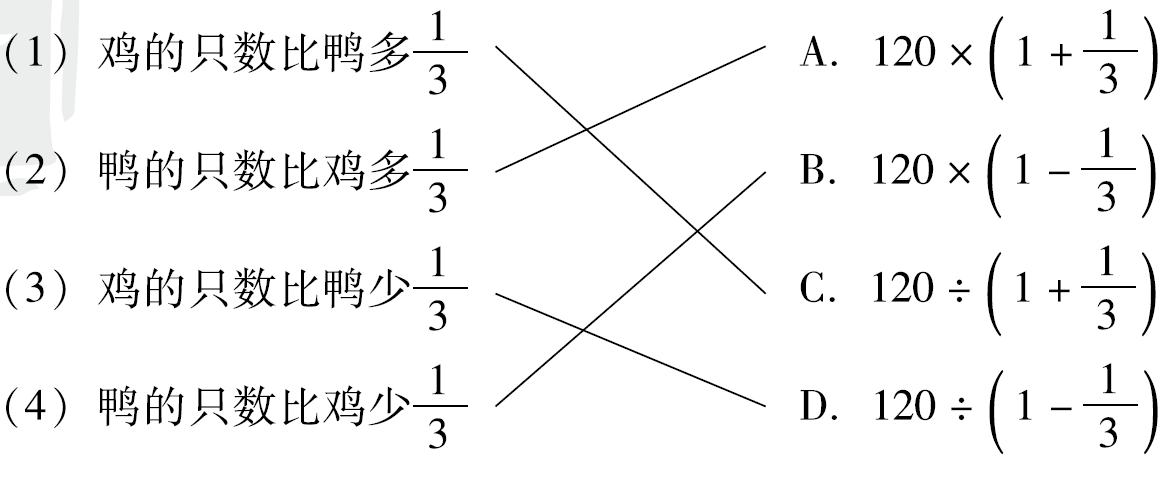 (1) 鸡的只数比鸭多1/3 A. 120 × (1 + 1/3)
(2) 鸭的只数比鸡多1/3 B. 120 × (1 - 1/3)
(3) 鸡的只数比鸭少1/3 C. 120 ÷ (1 + 1/3)
(4) 鸭的只数比鸡少1/3 D. 120 ÷ (1 - 1/3)